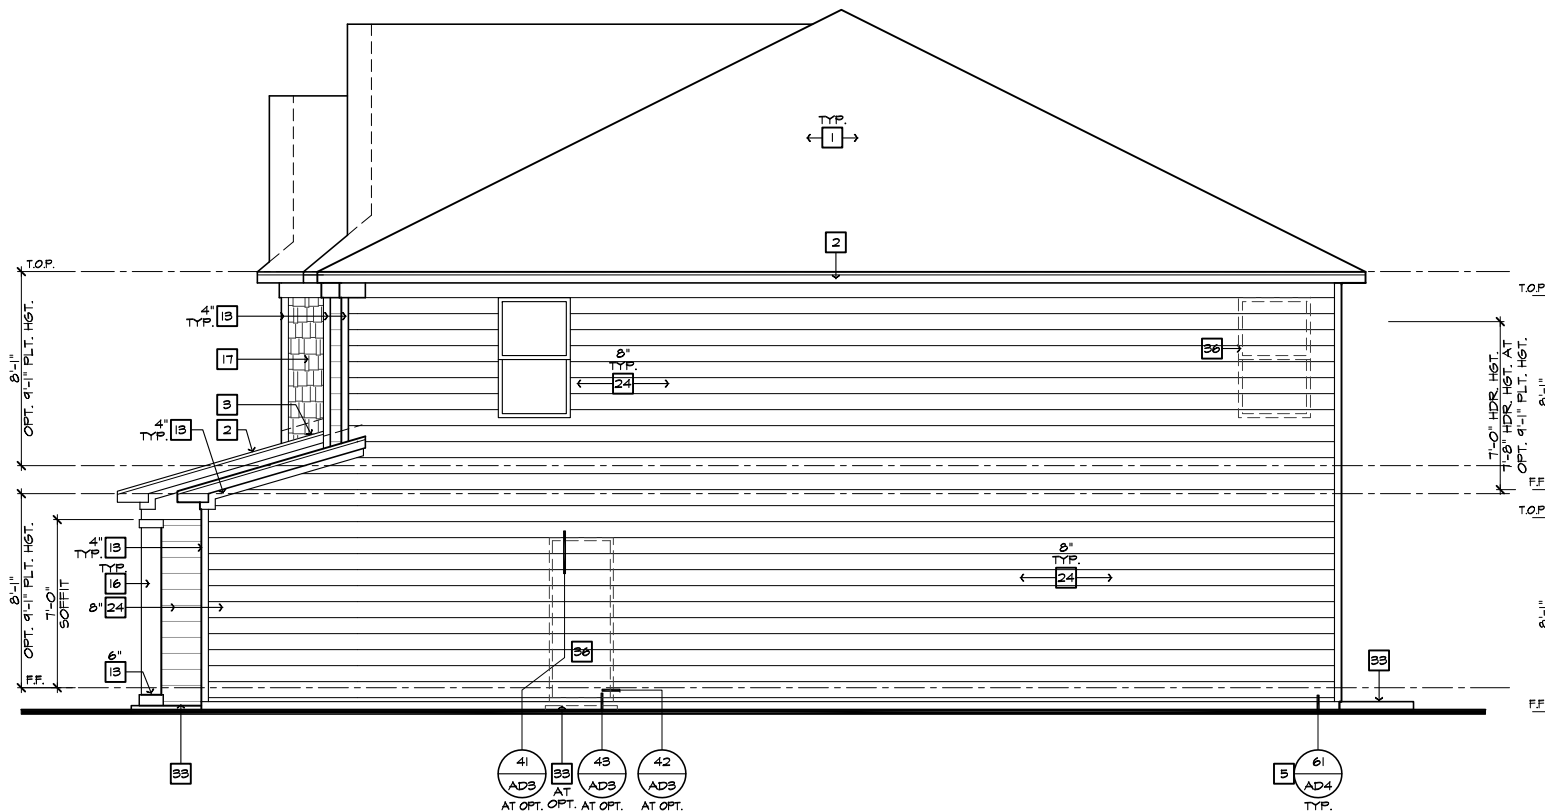 TYP.
1
2
T.O.P.
T.O.P
4"
TYP.
13
17
8"
TYP.
24
36
3
2
4"
TYP.
13
8'-1"
OPT. 9'-1" PLT. HGT.
7'-0" HDR. HGT.
7'-8" HDR. HGT. AT
OPT. 9'-1" PLT. HGT.
8'-1"
F.F
T.O.P
4"
TYP.
13
TYP.
16
8" 24
6"
13
8'-1"
OPT. 9'-1" PLT. HGT.
7'-0"
SOFFIT
F.F.
8"
TYP.
24
36
33
8'-1"
F.F
33
41
AD3
AT OPT.
33
AT
OPT.
43
AD3
AT OPT.
42
AD3
AT OPT.
5
61
AD4
TYP.